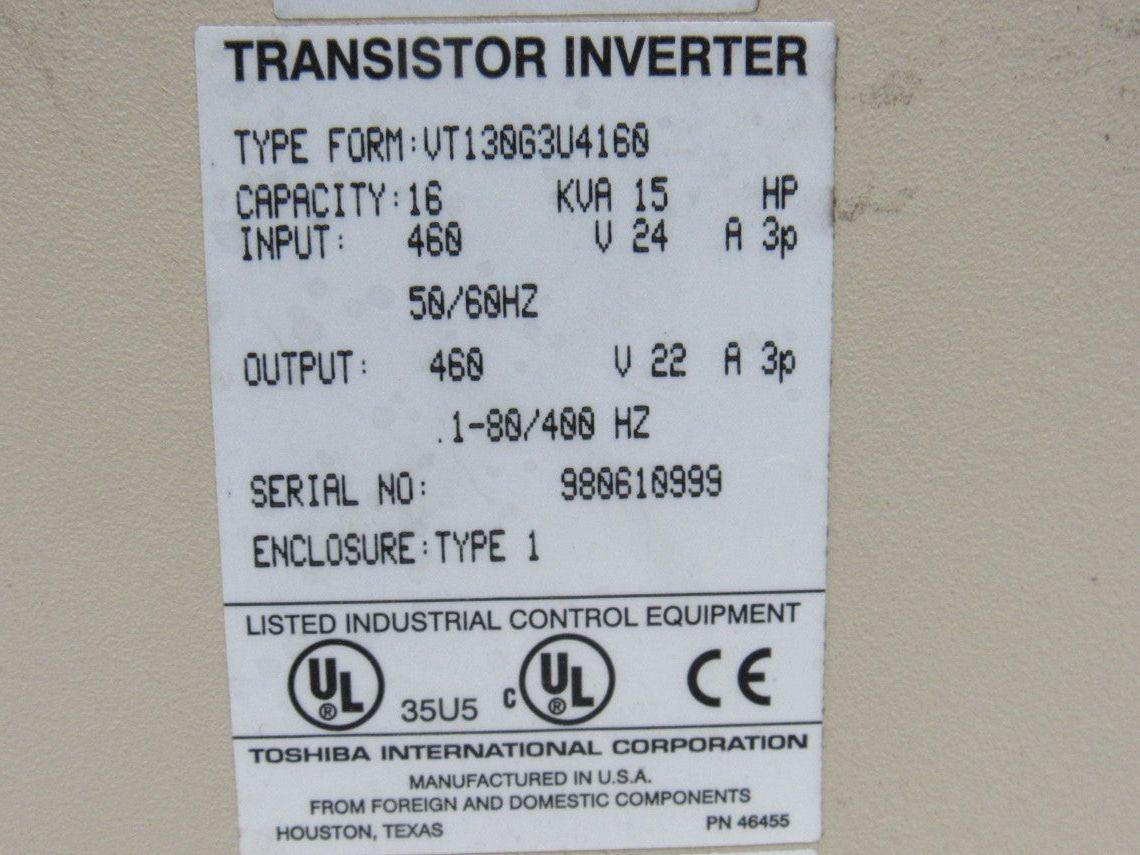 TRANSISTOR INVERTER
TYPE FORM:VT130G3U4160
CAPACITY:16 KVA 15 HP
INPUT: 460 V 24 A 3p
50/60HZ
OUTPUT: 460 V 22 A 3p
.1-80/400 HZ
SERIAL NO: 980610999
ENCLOSURE:TYPE 1
LISTED INDUSTRIAL CONTROL EQUIPMENT
UL® 35U5 c UL® CE
TOSHIBA INTERNATIONAL CORPORATION
MANUFACTURED IN U.S.A.
FROM FOREIGN AND DOMESTIC COMPONENTS
HOUSTON, TEXAS PN 46455